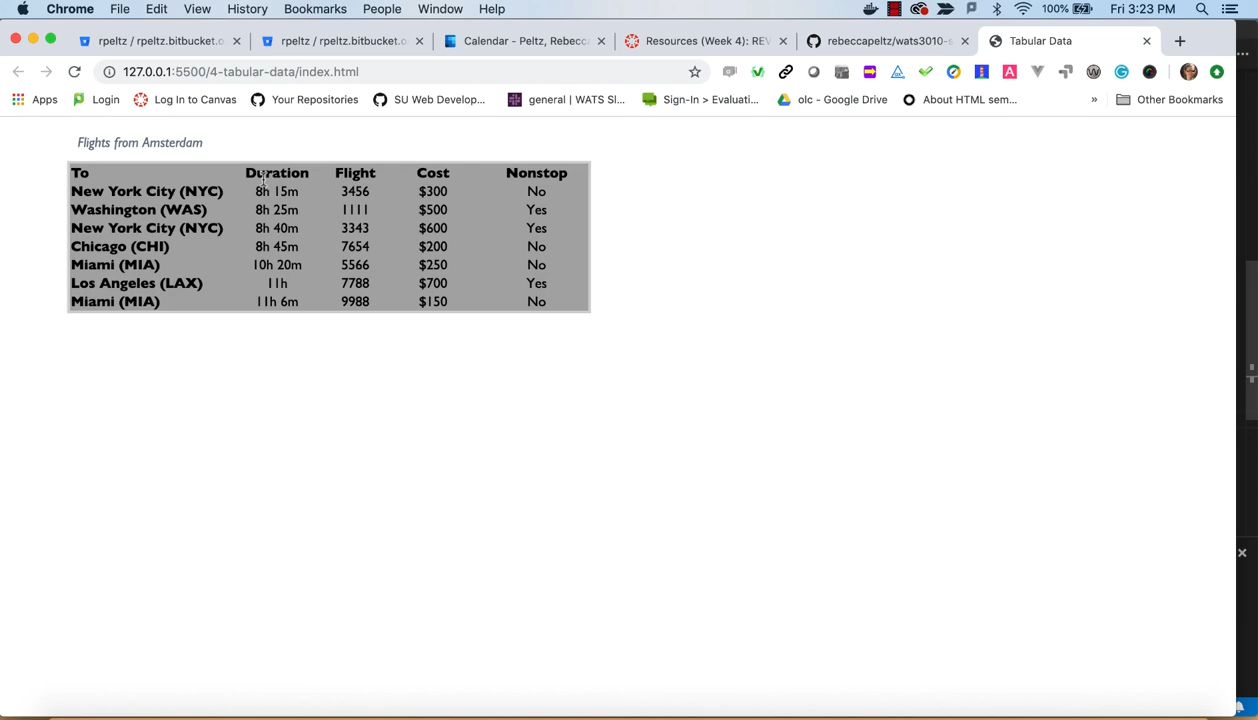 Chrome File Edit View History Bookmarks People Window Help 100% Fri 3:23 PM
rpeltz / rpeltz.bitbucket.o rpeltz / rpeltz.bitbucket.o Calendar - Peltz, Rebecc Resources (Week 4): REV rebeccapeltz/wats3010-s Tabular Data
127.0.0.1:5500/4-tabular-data/index.html
Apps Login Log In to Canvas Your Repositories SU Web Develop... general | WATS Sl... Sign-In > Evaluati... olc - Google Drive About HTML sem... » Other Bookmarks
Flights from Amsterdam
To Duration Flight Cost Nonstop
New York City (NYC) 8h 15m 3456 $300 No
Washington (WAS) 8h 25m 1111 $500 Yes
New York City (NYC) 8h 40m 3343 $600 Yes
Chicago (CHI) 8h 45m 7654 $200 No
Miami (MIA) 10h 20m 5566 $250 No
Los Angeles (LAX) 11h 7788 $700 Yes
Miami (MIA) 11h 6m 9988 $150 No